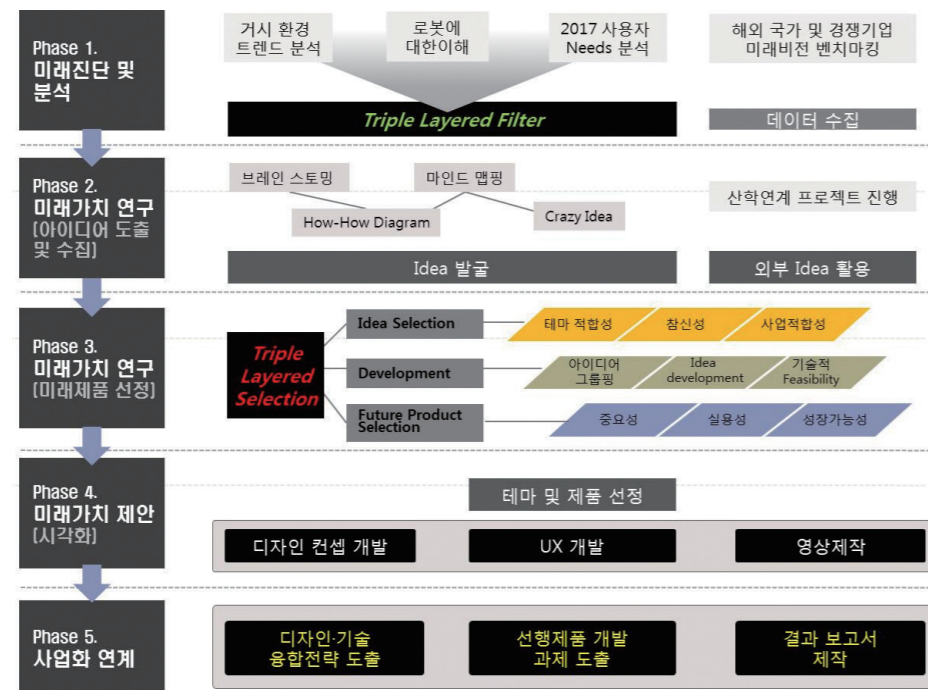 Phase 1.
미래진단 및
분석
거시 환경
트렌드 분석
로봇에
대한이해
2017 사용자
Needs 분석
해외 국가 및 경쟁기업
미래비전 벤치마킹
Triple Layered Filter
데이터 수집
Phase 2.
미래가치 연구
[아이디어 도출
및 수집]
브레인 스토밍
마인드 맵핑
How-How Diagram
Crazy Idea
산학연계 프로젝트 진행
Idea 발굴
외부 Idea 활용
Phase 3.
미래가치 연구
[미래제품 선정]
Triple
Layered
Selection
Idea Selection
테마 적합성
참신성
사업적합성
Development
아이디어
그룹핑
Idea
development
기술적
Feasibility
Future Product
Selection
중요성
실용성
성장가능성
Phase 4.
미래가치 제안
[시각화]
테마 및 제품 선정
디자인 컨셉 개발
UX 개발
영상제작
Phase 5.
사업화 연계
디자인·기술
융합전략 도출
선행제품 개발
과제 도출
결과 보고서
제작